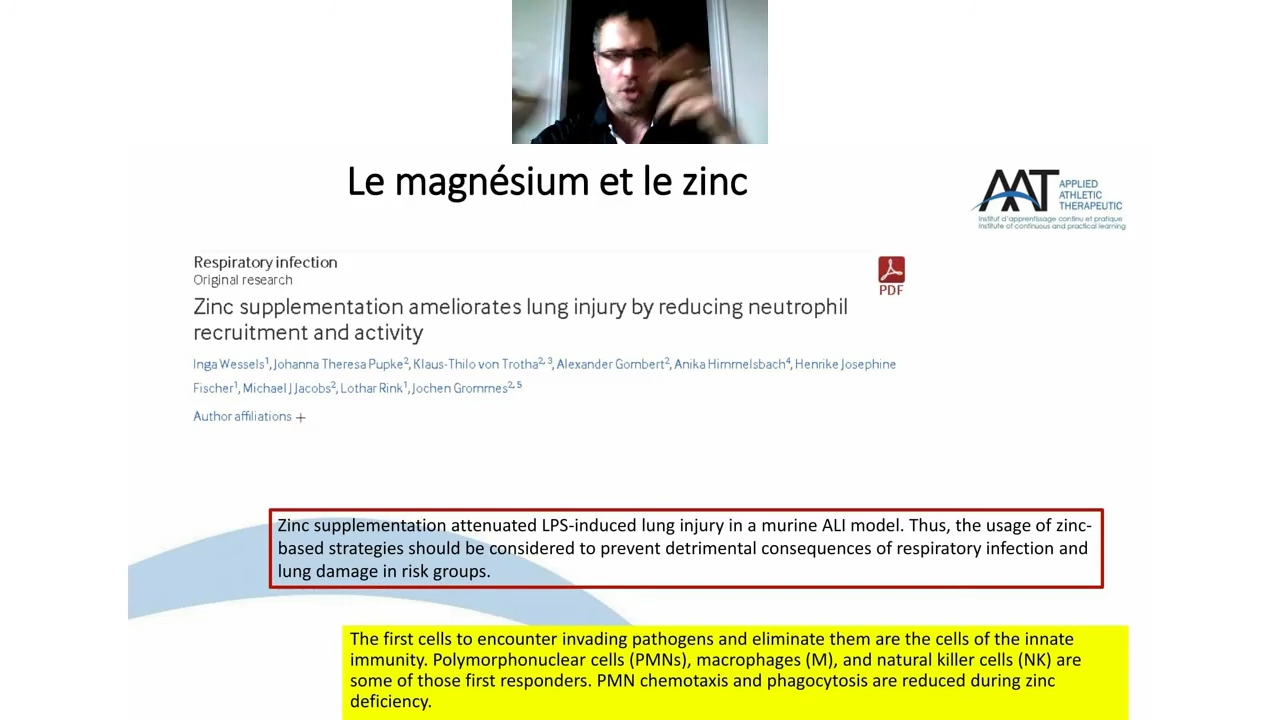 Le magnésium et le zinc
AAT APPLIED
ATHLETIC
THERAPEUTIC
Institut d'apprentissage continu et pratique
Institute of continuous and practical learning
Respiratory infection
Original research
PDF
Zinc supplementation ameliorates lung injury by reducing neutrophil
recruitment and activity
Inga Wessels1, Johanna Theresa Pupke2, Klaus-Thilo von Trotha2, 3, Alexander Gombert2, Anika Himmelsbach4, Henrike Josephine
Fischer1, Michael J Jacobs2, Lothar Rink1, Jochen Grommes2, 5
Author affiliations +
Zinc supplementation attenuated LPS-induced lung injury in a murine ALI model. Thus, the usage of zinc-
based strategies should be considered to prevent detrimental consequences of respiratory infection and
lung damage in risk groups.
The first cells to encounter invading pathogens and eliminate them are the cells of the innate
immunity. Polymorphonuclear cells (PMNs), macrophages (M), and natural killer cells (NK) are
some of those first responders. PMN chemotaxis and phagocytosis are reduced during zinc
deficiency.